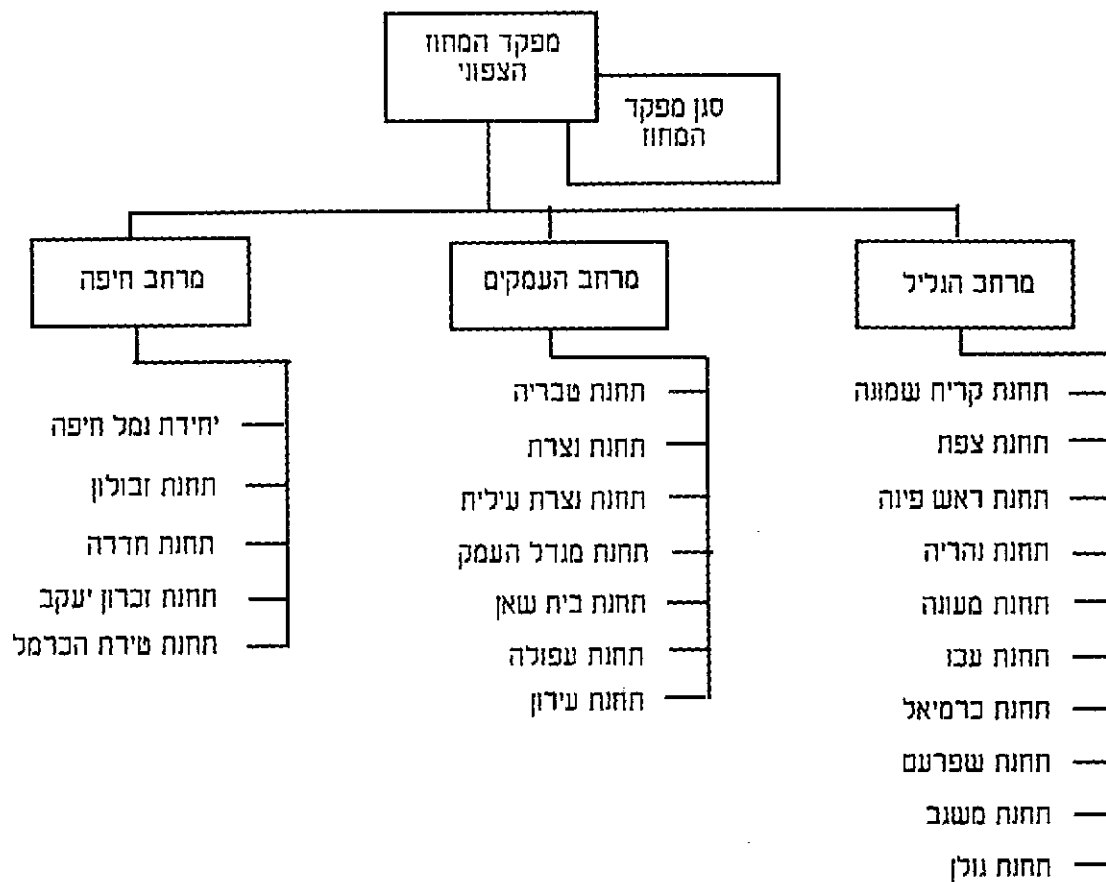 מפקד המחוז
הצפוני
סגן מפקד
המחוז
מרחב הגליל
תחנת קרית שמונה
תחנת צפת
תחנת ראש פינה
תחנת נהריה
תחנת מעונה
תחנת עכו
תחנת כרמיאל
תחנת שפרעם
תחנת משגב
תחנת גולן
מרחב העמקים
תחנת טבריה
תחנת נצרת
תחנת נצרת עילית
תחנת מגדל העמק
תחנת בית שאן
תחנת עפולה
תחנת עירון
מרחב חיפה
יחידת נמל חיפה
תחנת זבולון
תחנת חדרה
תחנת זכרון יעקב
תחנת טירת הכרמל